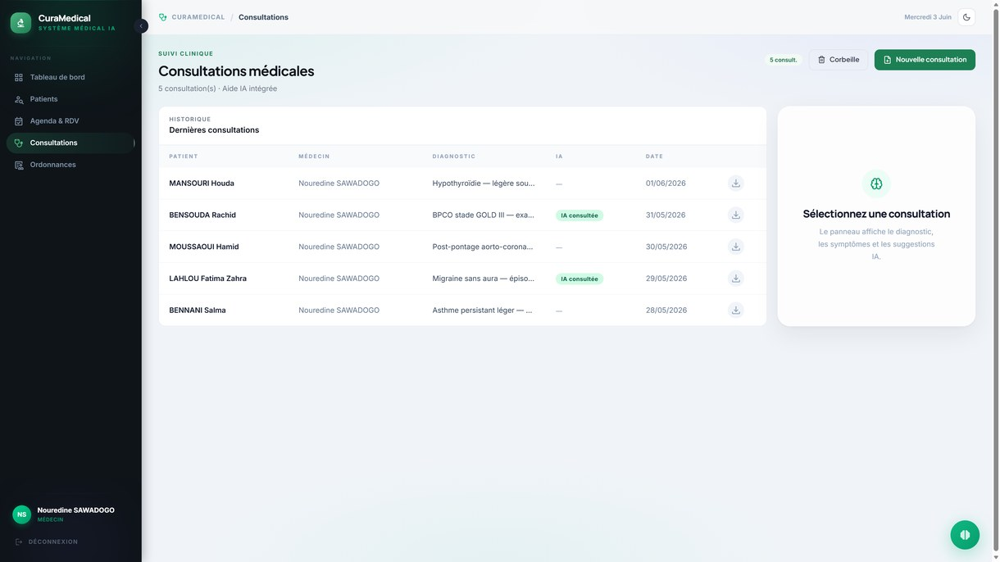 CuraMedical
SYSTÈME MÉDICAL IA
NAVIGATION
Tableau de bord
Patients
Agenda & RDV
Consultations
Ordonnances
NS
Nouredine SAWADOGO
MÉDECIN
DÉCONNEXION
CURAMEDICAL / Consultations
Mercredi 3 Juin
SUIVI CLINIQUE
Consultations médicales
5 consultation(s) · Aide IA intégrée
5 consult.
Corbeille
Nouvelle consultation
HISTORIQUE
Dernières consultations
PATIENT MÉDECIN DIAGNOSTIC IA DATE
MANSOURI Houda Nouredine SAWADOGO Hypothyroïdie — légère sou... — 01/06/2026
BENSOUDA Rachid Nouredine SAWADOGO BPCO stade GOLD III — exa... IA consultée 31/05/2026
MOUSSAOUI Hamid Nouredine SAWADOGO Post-pontage aorto-corona... — 30/05/2026
LAHLOU Fatima Zahra Nouredine SAWADOGO Migraine sans aura — épiso... IA consultée 29/05/2026
BENNANI Salma Nouredine SAWADOGO Asthme persistant léger — ... — 28/05/2026
Sélectionnez une consultation
Le panneau affiche le diagnostic,
les symptômes et les suggestions
IA.